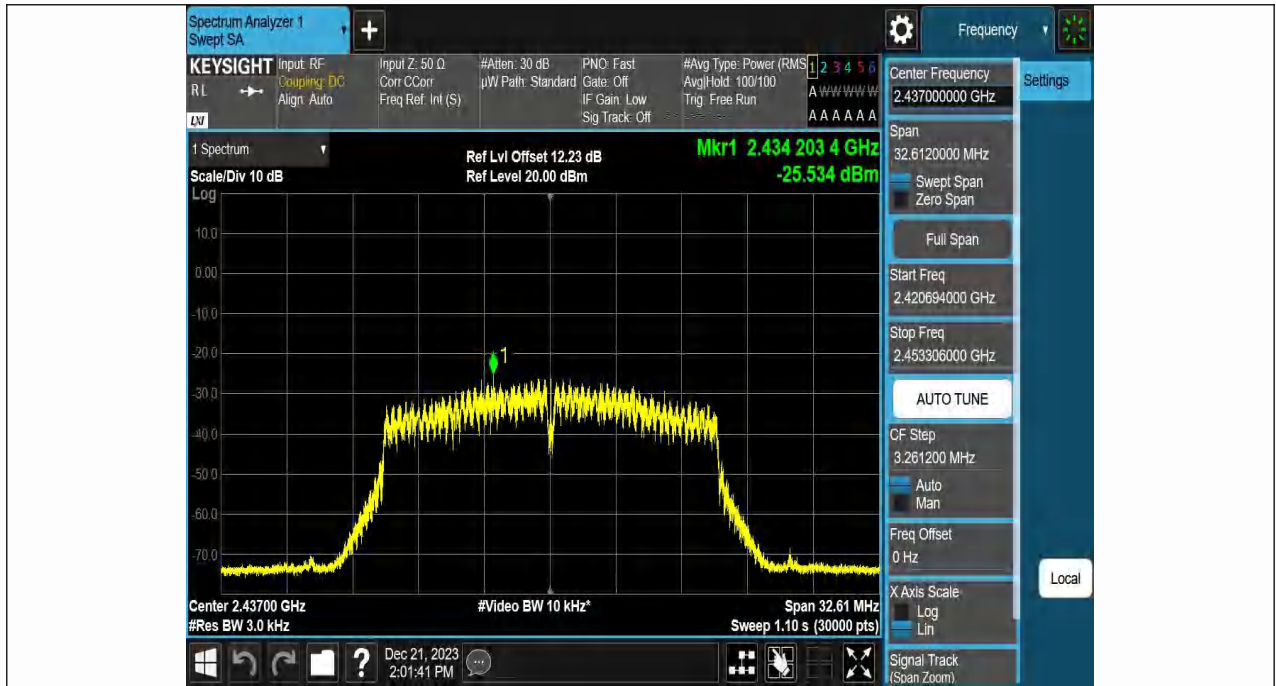 Spectrum Analyzer 1
Swept SA
+
Frequency
KEYSIGHT
R L
LXI
Input: RF
Coupling: DC
Align: Auto
Input Z: 50 Ω
Corr CCorr
Freq Ref: Int (S)
#Atten: 30 dB
µW Path: Standard
PNO: Fast
Gate: Off
IF Gain: Low
Sig Track: Off
#Avg Type: Power (RMS
Avg|Hold: 100/100
Trig: Free Run
1 2 3 4 5 6
A W W W W W
A A A A A A
1 Spectrum
Scale/Div 10 dB
Log
Ref Lvl Offset 12.23 dB
Ref Level 20.00 dBm
Mkr1 2.434 203 4 GHz
-25.534 dBm
10.0
0.00
-10.0
-20.0
-30.0
-40.0
-50.0
-60.0
-70.0
1
Center 2.43700 GHz
#Res BW 3.0 kHz
#Video BW 10 kHz*
Span 32.61 MHz
Sweep 1.10 s (30000 pts)
Center Frequency
2.437000000 GHz
Settings
Span
32.6120000 MHz
Swept Span
Zero Span
Full Span
Start Freq
2.420694000 GHz
Stop Freq
2.453306000 GHz
AUTO TUNE
CF Step
3.261200 MHz
Auto
Man
Freq Offset
0 Hz
X Axis Scale
Log
Lin
Local
Signal Track
(Span Zoom)
?
Dec 21, 2023
2:01:41 PM